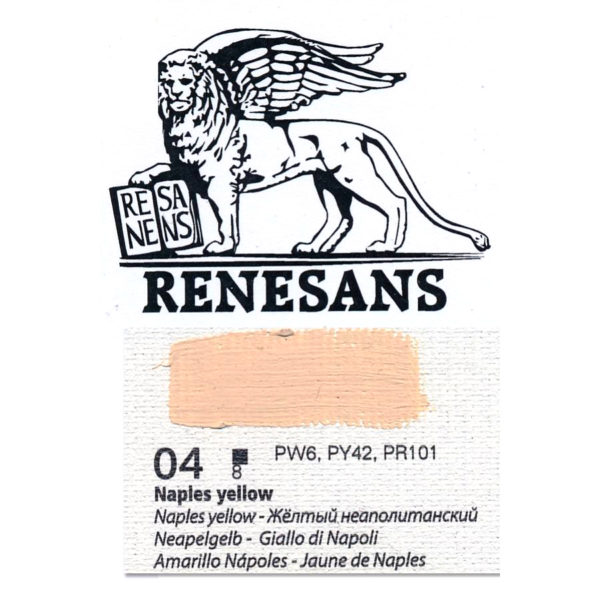 RE SA
NE NS
RENESANS
04 8 PW6, PY42, PR101
Naples yellow
Naples yellow - Жёлтый неаполитанский
Neapelgelb - Giallo di Napoli
Amarillo Nápoles - Jaune de Naples